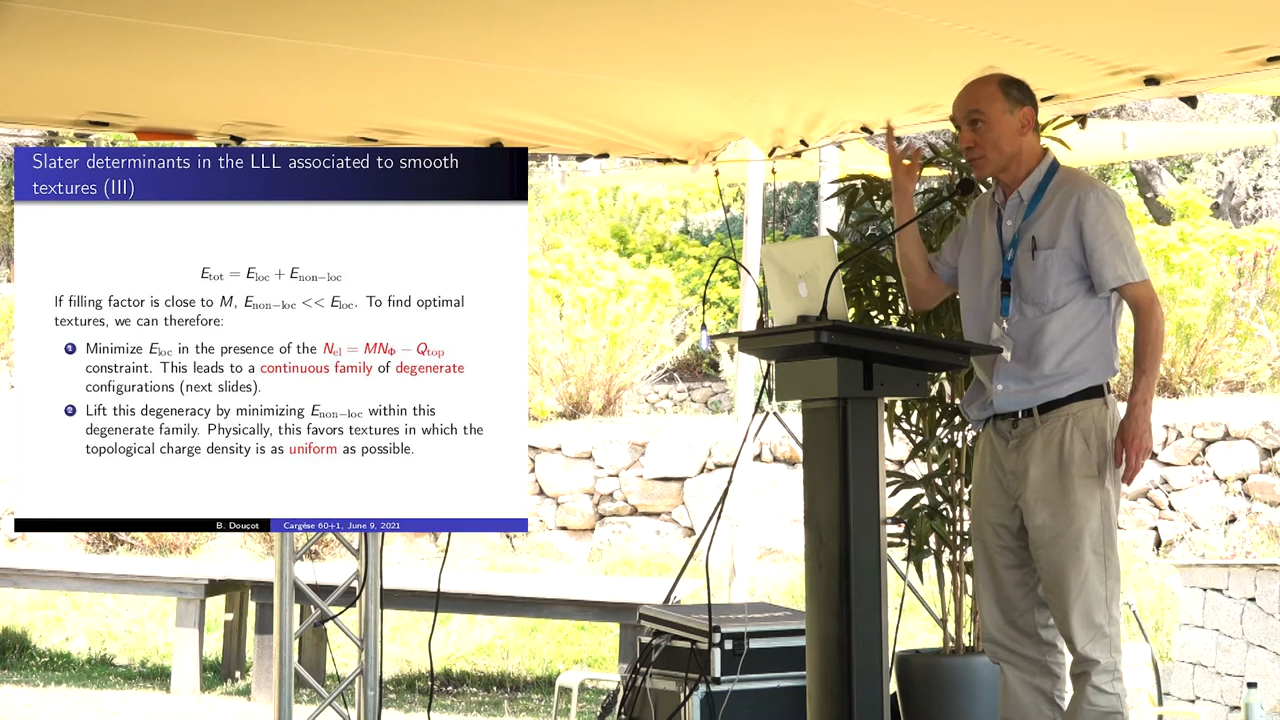 Slater determinants in the LLL associated to smooth
textures (III)
E_tot = E_loc + E_non−loc
If filling factor is close to M, E_non−loc << E_loc. To find optimal
textures, we can therefore:
1 Minimize E_loc in the presence of the N_el = MN_Φ − Q_top
constraint. This leads to a continuous family of degenerate
configurations (next slides).
2 Lift this degeneracy by minimizing E_non−loc within this
degenerate family. Physically, this favors textures in which the
topological charge density is as uniform as possible.
B. Douçot Cargèse 60+1, June 9, 2021